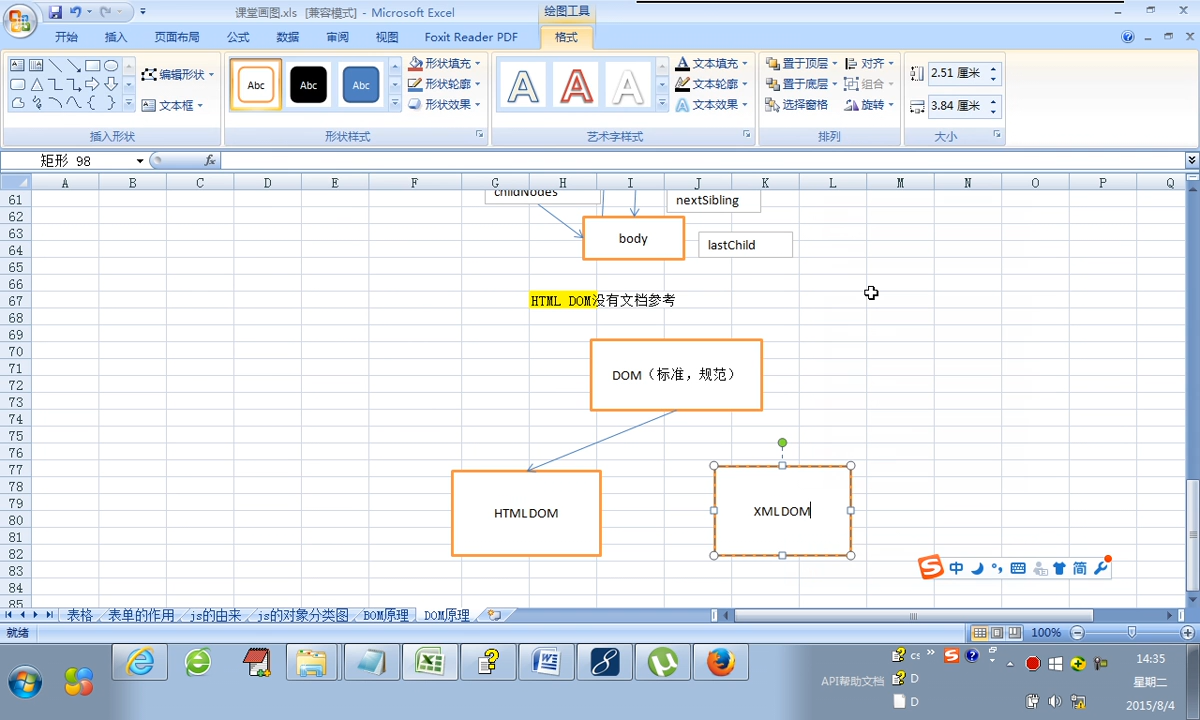 课堂画图.xls [兼容模式] - Microsoft Excel
绘图工具
开始 插入 页面布局 公式 数据 审阅 视图 Foxit Reader PDF 格式
编辑形状
文本框
插入形状
Abc Abc Abc
形状填充
形状轮廓
形状效果
形状样式
A A A
文本填充
文本轮廓
文本效果
艺术字样式
置于顶层 对齐
置于底层 组合
选择窗格 旋转
排列
2.51 厘米
3.84 厘米
大小
矩形 98 fx
A B C D E F G H I J K L M N O P Q
61
62
63
64
65
66
67
68
69
70
71
72
73
74
75
76
77
78
79
80
81
82
83
84
85
childNodes
nextSibling
body
lastChild
HTML DOM没有文档参考
DOM（标准，规范）
HTML DOM
XML DOM
中 简
表格 表单的作用 js的由来 js的对象分类图 BOM原理 DOM原理
就绪 100%
API帮助文档
cs
D
D
14:35
星期二
2015/8/4